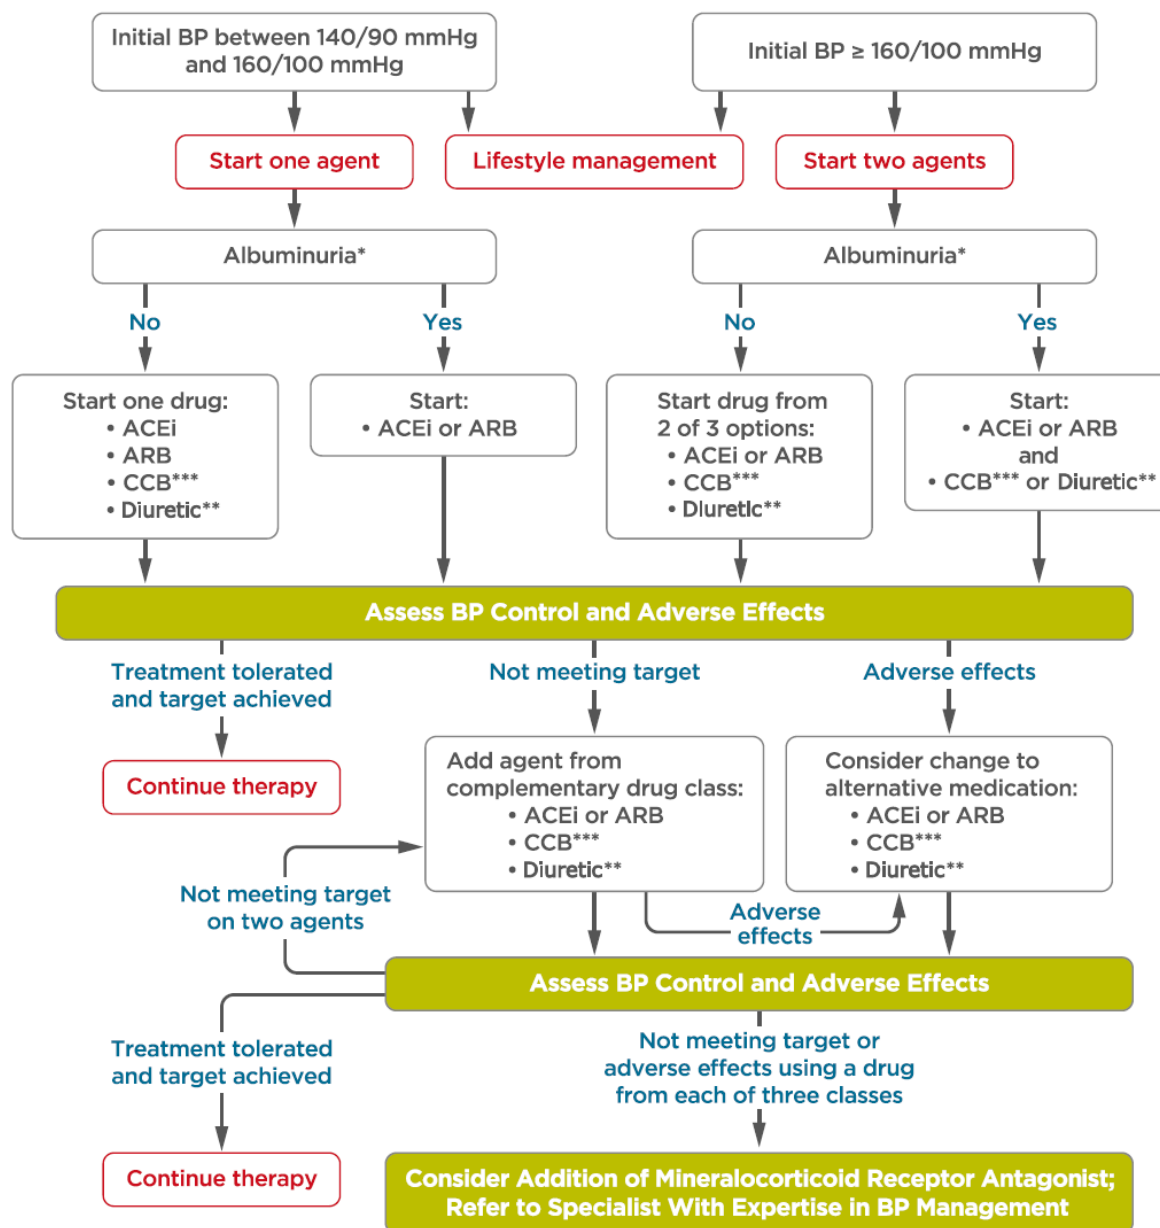 Initial BP between 140/90 mmHg
and 160/100 mmHg
Initial BP ≥ 160/100 mmHg
Start one agent
Lifestyle management
Start two agents
Albuminuria*
Albuminuria*
No
Yes
No
Yes
Start one drug:
• ACEi
• ARB
• CCB***
• Diuretic**
Start:
• ACEi or ARB
Start drug from
2 of 3 options:
• ACEi or ARB
• CCB***
• Diuretic**
Start:
• ACEi or ARB
and
• CCB*** or Diuretic**
Assess BP Control and Adverse Effects
Treatment tolerated
and target achieved
Not meeting target
Adverse effects
Continue therapy
Add agent from
complementary drug class:
• ACEi or ARB
• CCB***
• Diuretic**
Consider change to
alternative medication:
• ACEi or ARB
• CCB***
• Diuretic**
Not meeting target
on two agents
Adverse
effects
Assess BP Control and Adverse Effects
Treatment tolerated
and target achieved
Not meeting target or
adverse effects using a drug
from each of three classes
Continue therapy
Consider Addition of Mineralocorticoid Receptor Antagonist;
Refer to Specialist With Expertise in BP Management